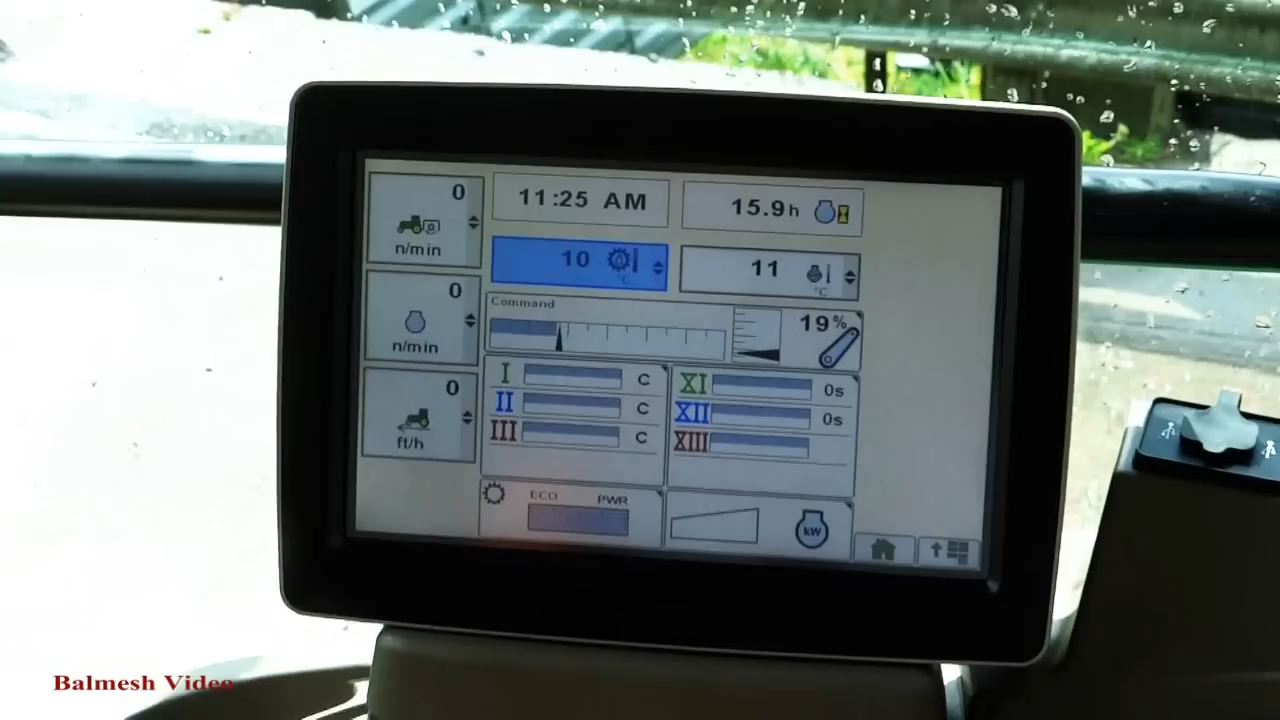 0
n/min
0
n/min
0
ft/h
11:25 AM
15.9h
10
°C
11
°C
Command
19%
I C
II C
III C
XI 0s
XII 0s
XIII
ECO PWR
kW
Balmesh Video